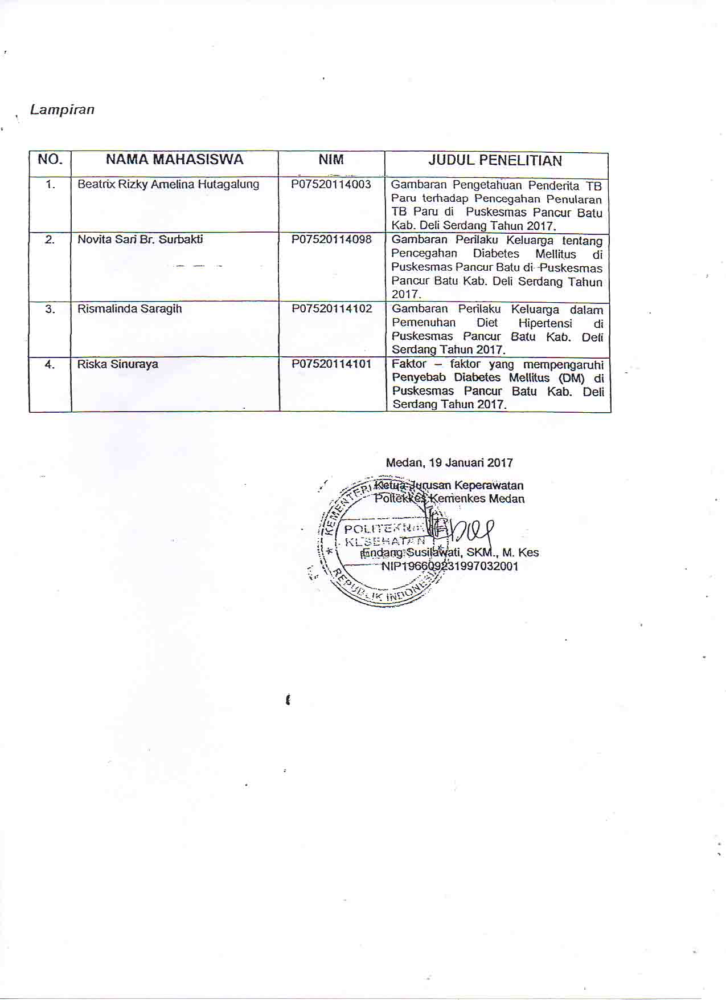 Lampiran
NO. NAMA MAHASISWA NIM JUDUL PENELITIAN
1. Beatrix Rizky Amelina Hutagalung P07520114003 Gambaran Pengetahuan Penderita TB
Paru terhadap Pencegahan Penularan
TB Paru di Puskesmas Pancur Batu
Kab. Deli Serdang Tahun 2017.
2. Novita Sari Br. Surbakti P07520114098 Gambaran Perilaku Keluarga tentang
Pencegahan Diabetes Mellitus di
Puskesmas Pancur Batu di Puskesmas
Pancur Batu Kab. Deli Serdang Tahun
2017.
3. Rismalinda Saragih P07520114102 Gambaran Perilaku Keluarga dalam
Pemenuhan Diet Hipertensi di
Puskesmas Pancur Batu Kab. Deli
Serdang Tahun 2017.
4. Riska Sinuraya P07520114101 Faktor – faktor yang mempengaruhi
Penyebab Diabetes Mellitus (DM) di
Puskesmas Pancur Batu Kab. Deli
Serdang Tahun 2017.
Medan, 19 Januari 2017
Ketua Jurusan Keperawatan
Poltekkes Kemenkes Medan
Endang Susilawati, SKM., M. Kes
NIP196609231997032001
POLITEKNIK
KESEHATAN
REPUBLIK INDONESIA